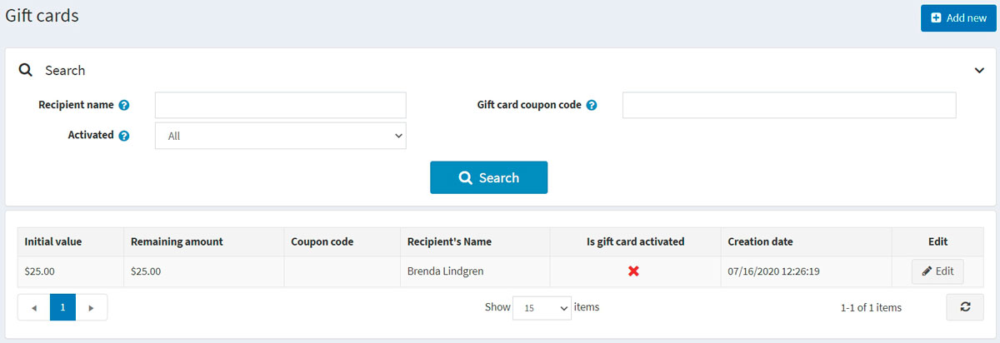 Gift cards
Add new
Search
Recipient name ?
Gift card coupon code ?
Activated ?
All
Search
Initial value Remaining amount Coupon code Recipient's Name Is gift card activated Creation date Edit
$25.00 $25.00 Brenda Lindgren 07/16/2020 12:26:19 Edit
1 Show 15 items 1-1 of 1 items